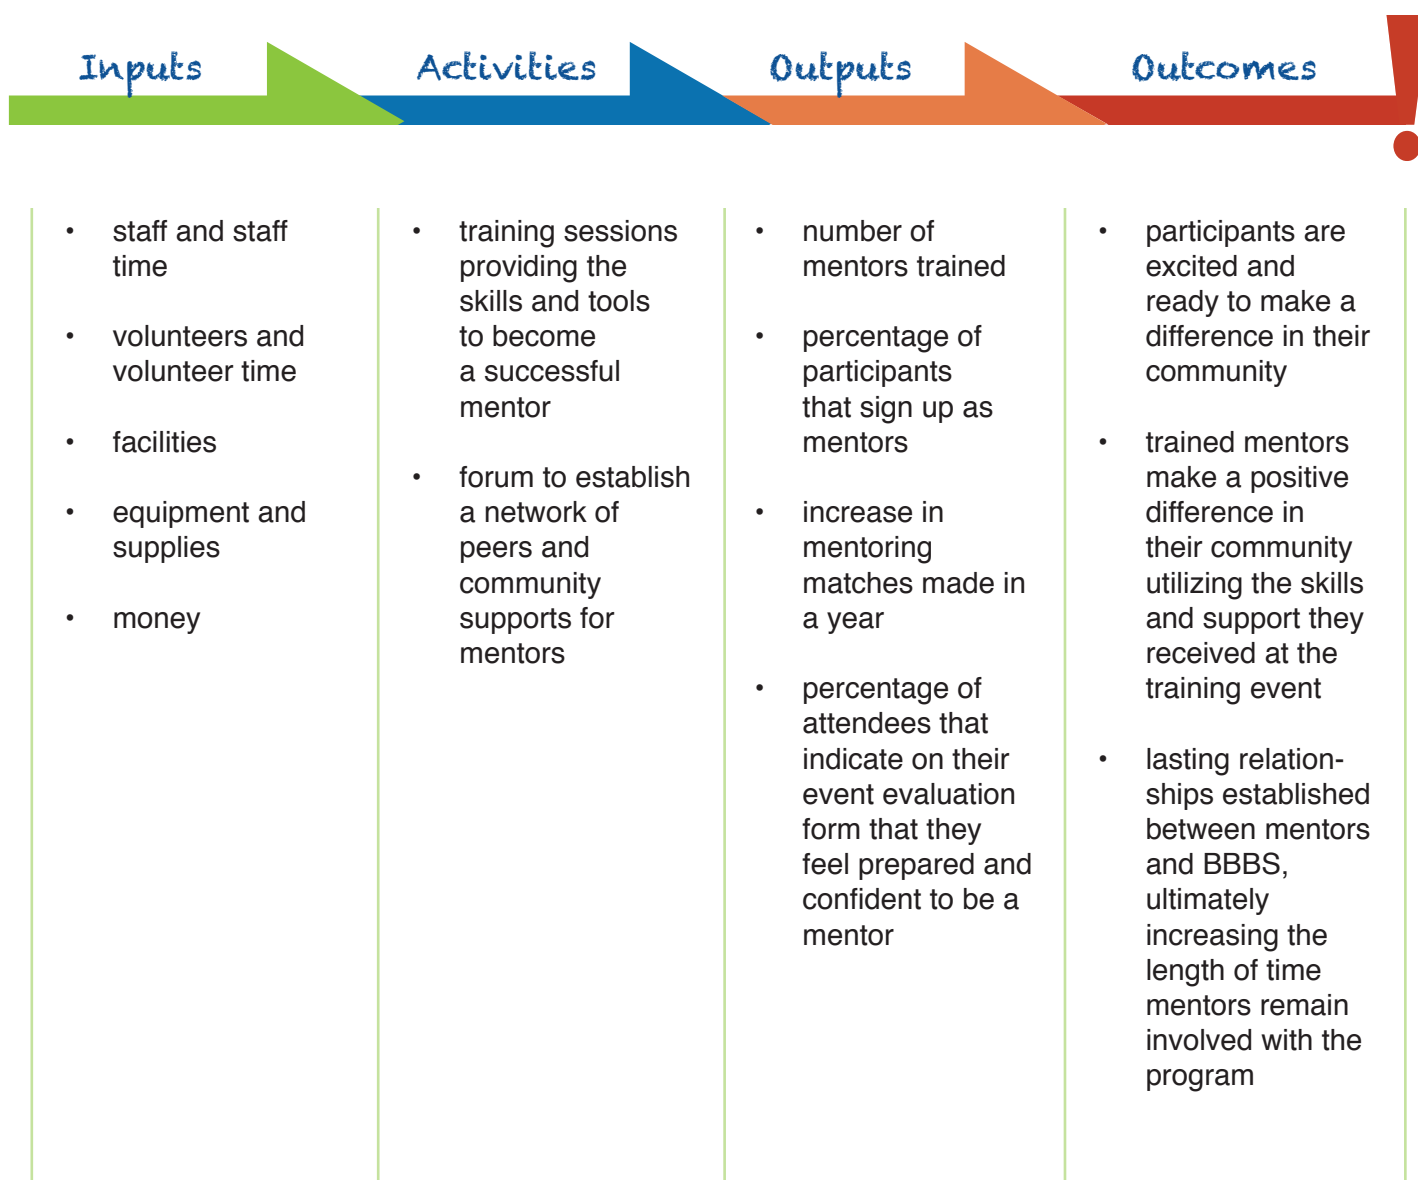 Inputs
Activities
Outputs
Outcomes
• staff and staff
time
• volunteers and
volunteer time
• facilities
• equipment and
supplies
• money
• training sessions
providing the
skills and tools
to become
a successful
mentor
• forum to establish
a network of
peers and
community
supports for
mentors
• number of
mentors trained
• percentage of
participants
that sign up as
mentors
• increase in
mentoring
matches made in
a year
• percentage of
attendees that
indicate on their
event evaluation
form that they
feel prepared and
confident to be a
mentor
• participants are
excited and
ready to make a
difference in their
community
• trained mentors
make a positive
difference in
their community
utilizing the skills
and support they
received at the
training event
• lasting relation-
ships established
between mentors
and BBBS,
ultimately
increasing the
length of time
mentors remain
involved with the
program